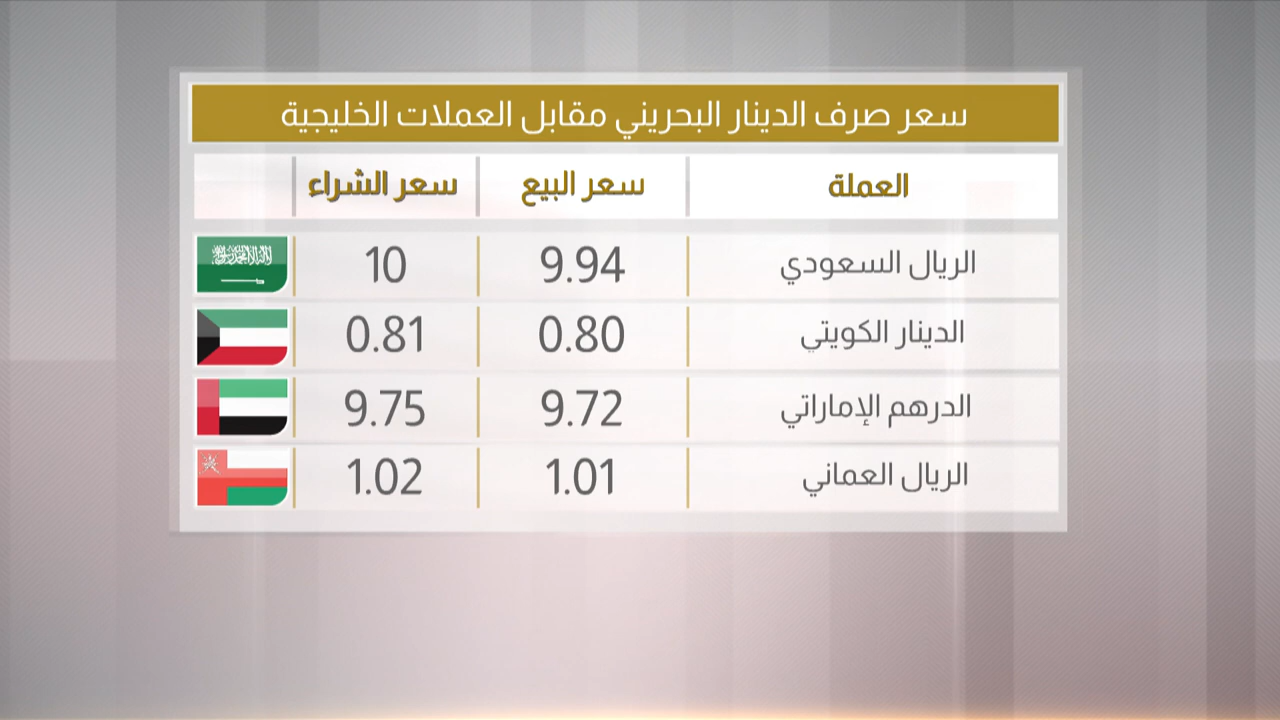 سعر صرف الدينار البحريني مقابل العملات الخليجية
العملة سعر البيع سعر الشراء
الريال السعودي 9.94 10
الدينار الكويتي 0.80 0.81
الدرهم الإماراتي 9.72 9.75
الريال العماني 1.01 1.02